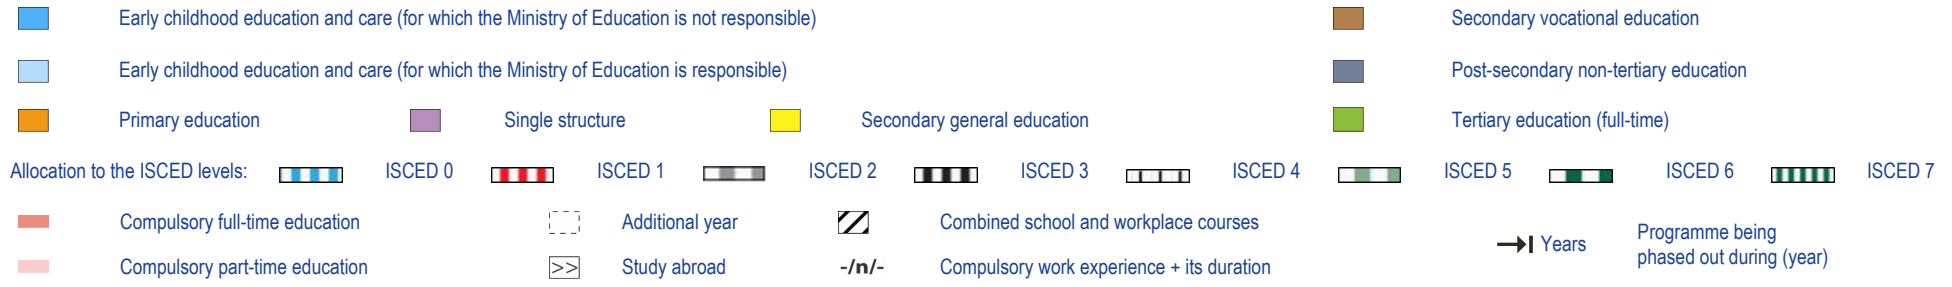 Early childhood education and care (for which the Ministry of Education is not responsible)
Secondary vocational education
Early childhood education and care (for which the Ministry of Education is responsible)
Post-secondary non-tertiary education
Primary education
Single structure
Secondary general education
Tertiary education (full-time)
Allocation to the ISCED levels:
ISCED 0
ISCED 1
ISCED 2
ISCED 3
ISCED 4
ISCED 5
ISCED 6
ISCED 7
Compulsory full-time education
Additional year
Combined school and workplace courses
Years
Programme being
phased out during (year)
Compulsory part-time education
>>
Study abroad
-/n/-
Compulsory work experience + its duration